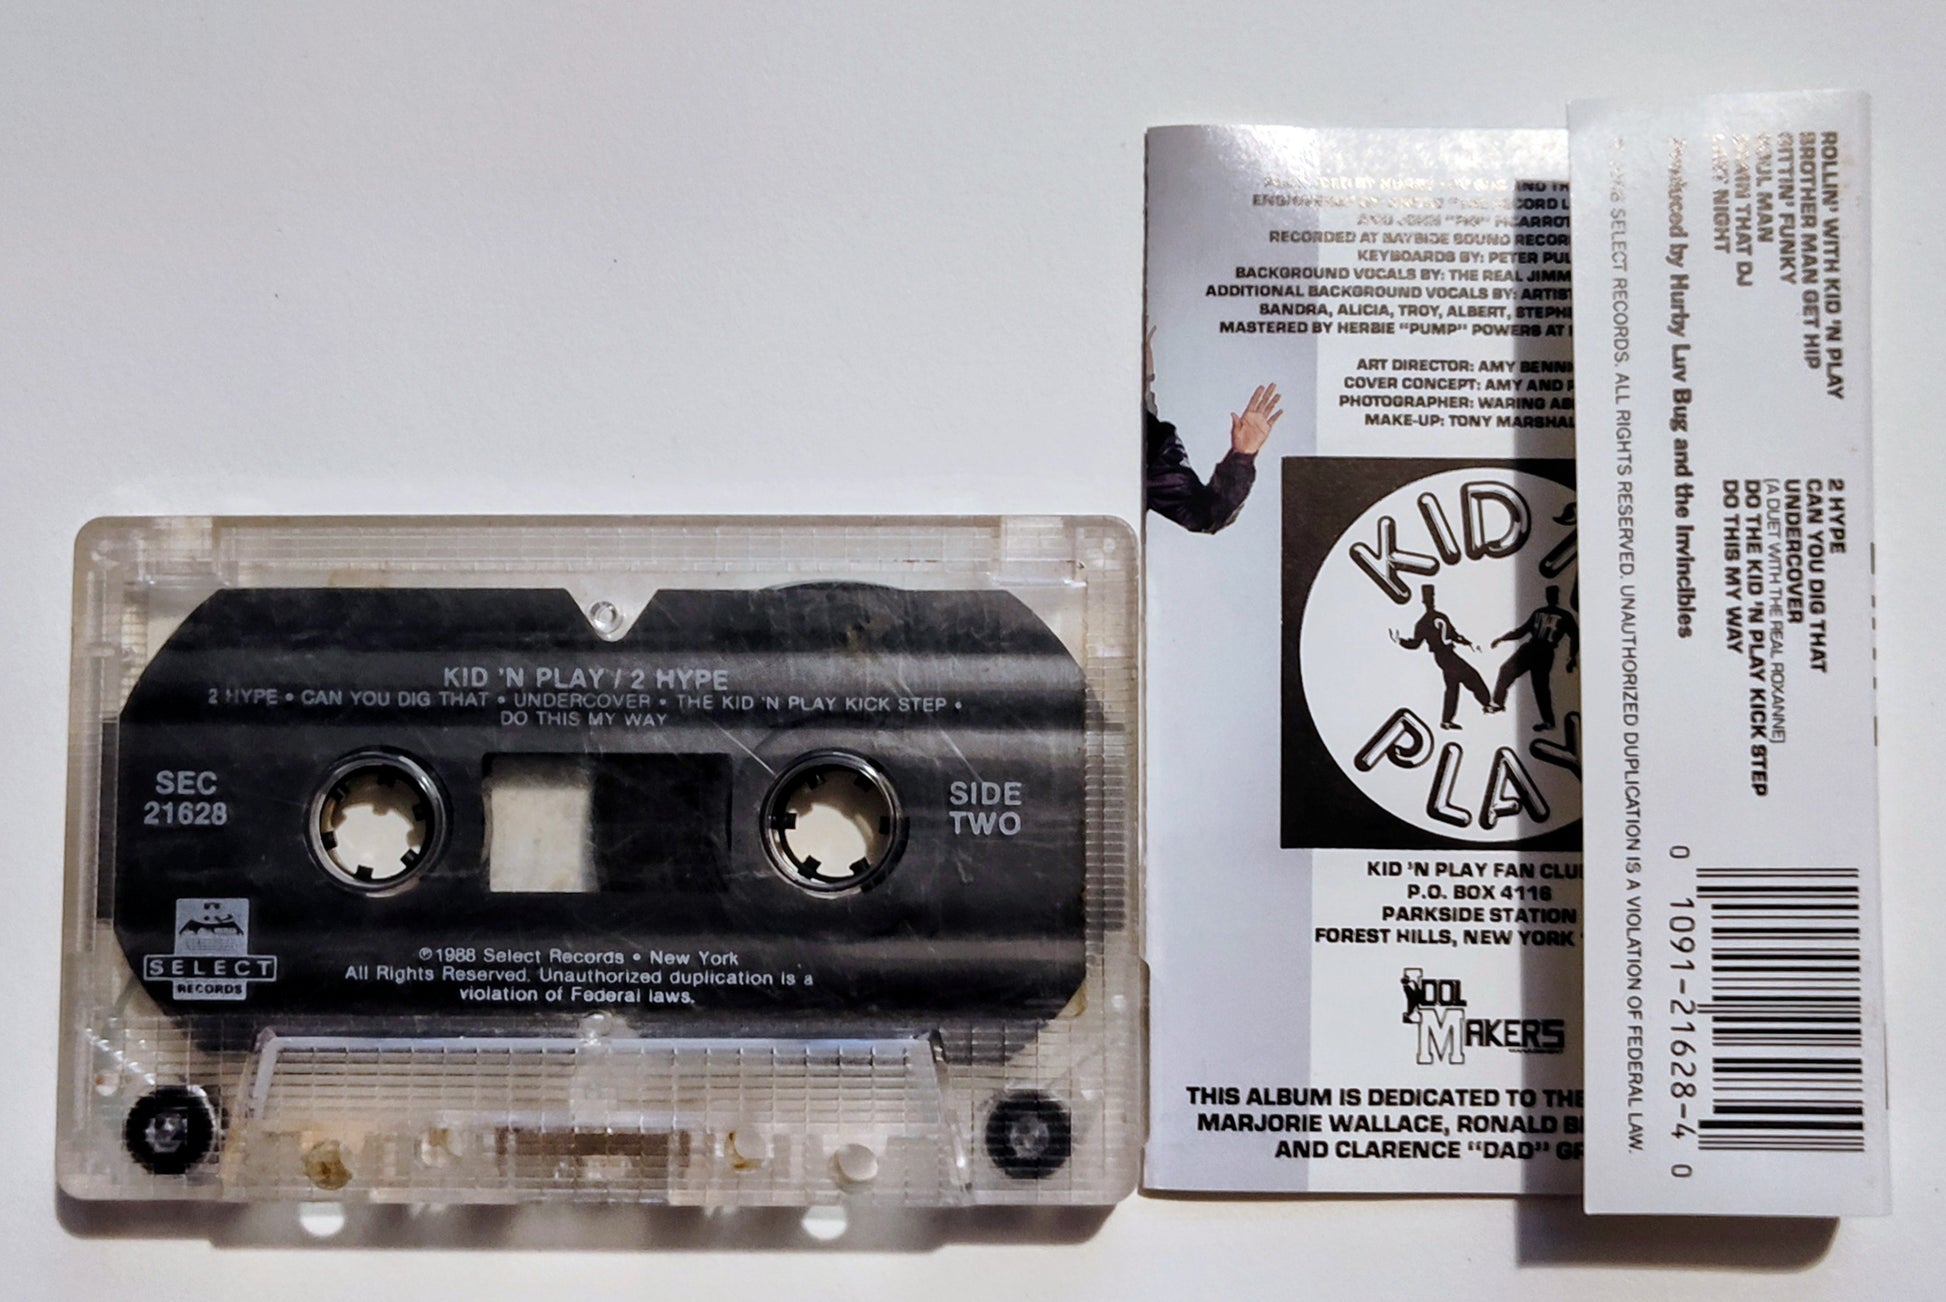 KID 'N PLAY / 2 HYPE
2 HYPE • CAN YOU DIG THAT • UNDERCOVER • THE KID 'N PLAY KICK STEP •
DO THIS MY WAY
SEC
21628
SIDE
TWO
SELECT
RECORDS
℗1988 Select Records • New York
All Rights Reserved. Unauthorized duplication is a
violation of Federal laws.
RECORDED AT BAYSIDE SOUND RECOR
KEYBOARDS BY: PETER PU
BACKGROUND VOCALS BY: THE REAL JIMM
ADDITIONAL BACKGROUND VOCALS BY: ARTIS
SANDRA, ALICIA, TROY, ALBERT, STEPH
MASTERED BY HERBIE "PUMP" POWERS AT
ART DIRECTOR: AMY BENN
COVER CONCEPT: AMY AND
PHOTOGRAPHER: WARING AB
MAKE-UP: TONY MARSHAL
KID
PLAY
KID 'N PLAY FAN CLU
P.O. BOX 4116
PARKSIDE STATION
FOREST HILLS, NEW YORK
IDOL
MAKERS
THIS ALBUM IS DEDICATED TO THE
MARJORIE WALLACE, RONALD B
AND CLARENCE "DAD" G
ROLLIN' WITH KID 'N PLAY
BROTHER MAN GET HIP
GITTIN' FUNKY
SOUL MAN
DAMN THAT DJ
LAST NIGHT
2 HYPE
CAN YOU DIG THAT
UNDERCOVER
(A DUET WITH THE REAL ROXANNE)
DO THE KID 'N PLAY KICK STEP
DO THIS MY WAY
Produced by Hurby Luv Bug and the Invincibles
SELECT RECORDS. ALL RIGHTS RESERVED. UNAUTHORIZED DUPLICATION IS A VIOLATION OF FEDERAL LAW.
0 1091-21628-4 0